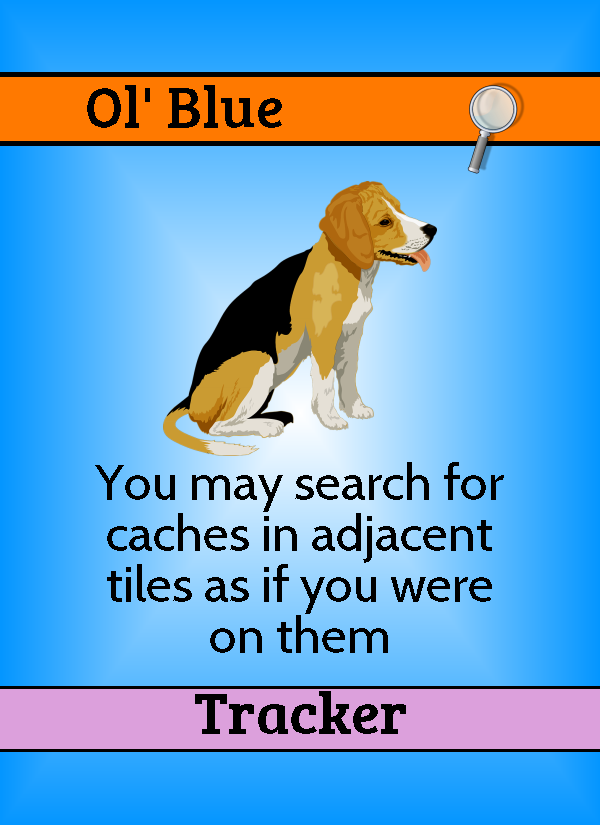 Ol' Blue
You may search for
caches in adjacent
tiles as if you were
on them
Tracker